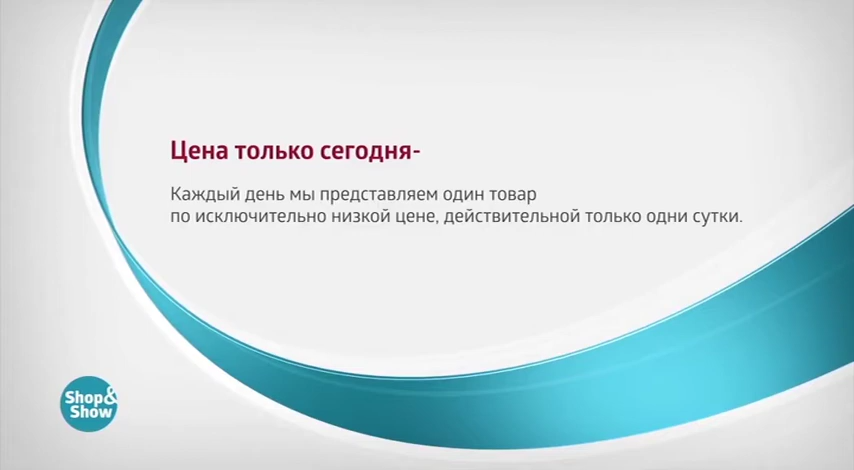 Цена только сегодня-
Каждый день мы представляем один товар
по исключительно низкой цене, действительной только одни сутки.
Shop&
Show